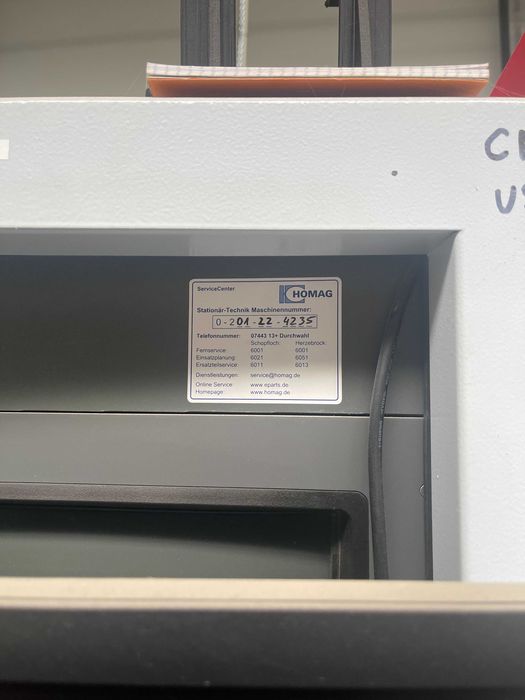 ServiceCenter
HOMAG
Stationär-Technik Maschinennummer:
0-201-22-4235
Telefonnummer: 07443 13+ Durchwahl
Schopfloch: Herzebrock:
Fernservice: 6001 6001
Einsatzplanung: 6021 6051
Ersatzteilservice: 6011 6013
Dienstleistungen: service@homag.de
Online Service: www.eparts.de
Homepage: www.homag.de